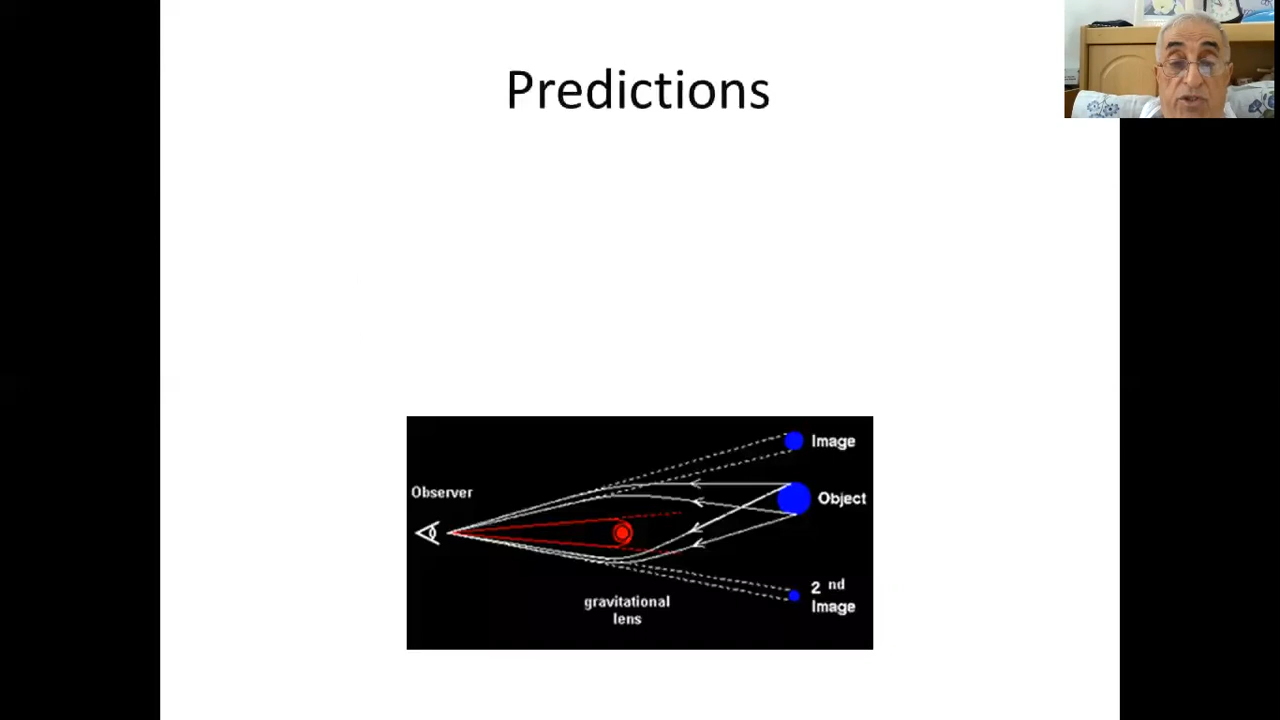 Predictions
Image
Observer
Object
2 nd
Image
gravitational
lens